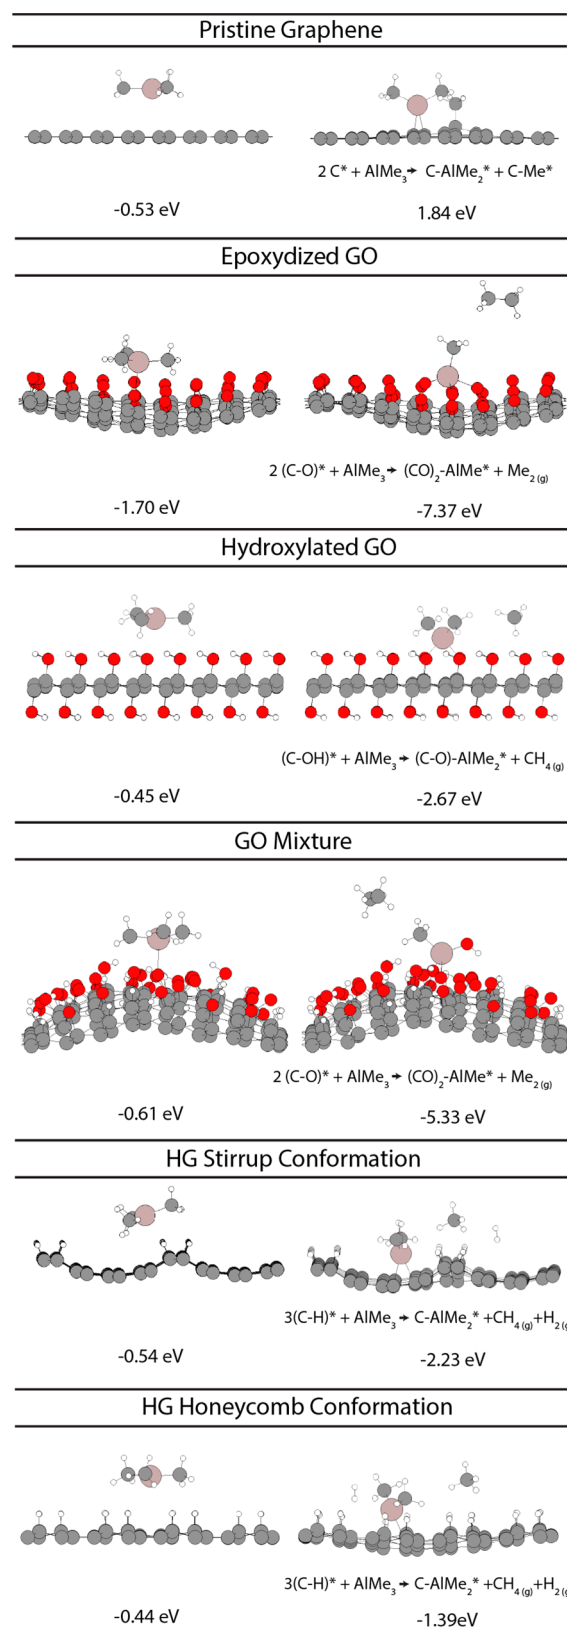 Pristine Graphene
2 C* + AlMe₃→ C-AlMe₂* + C-Me*
-0.53 eV
1.84 eV
Epoxydized GO
2 (C-O)* + AlMe₃→ (CO)₂-AlMe* + Me₂ ₍g₎
-1.70 eV
-7.37 eV
Hydroxylated GO
(C-OH)* + AlMe₃ → (C-O)-AlMe₂* + CH₄ ₍g₎
-0.45 eV
-2.67 eV
GO Mixture
2 (C-O)* + AlMe₃→ (CO)₂-AlMe* + Me₂ ₍g₎
-0.61 eV
-5.33 eV
HG Stirrup Conformation
3(C-H)* + AlMe₃ → C-AlMe₂* +CH₄ ₍g₎+H₂ ₍g
-0.54 eV
-2.23 eV
HG Honeycomb Conformation
3(C-H)* + AlMe₃ → C-AlMe₂* +CH₄ ₍g₎+H₂ ₍g
-0.44 eV
-1.39eV